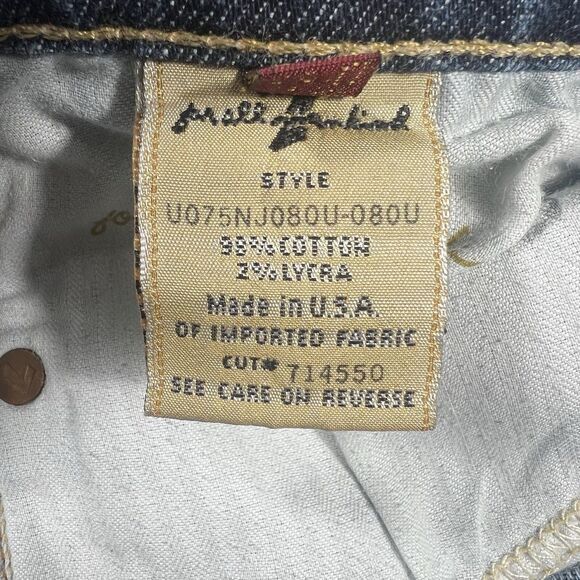 for all mankind
STYLE
U075NJ080U-080U
98% COTTON
2% LYCRA
Made in U.S.A.
OF IMPORTED FABRIC
CUT# 714550
SEE CARE ON REVERSE